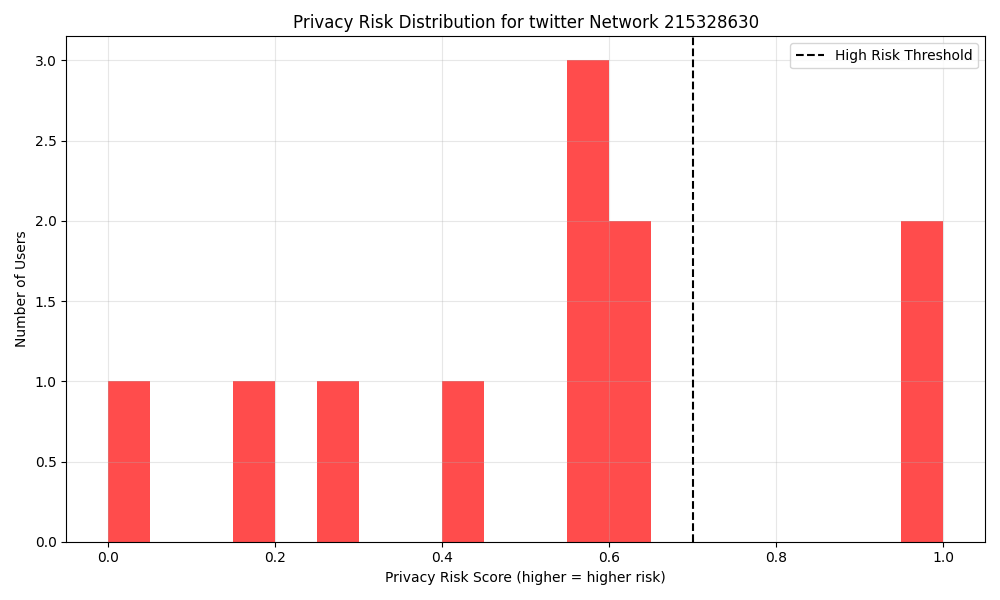 Privacy Risk Distribution for twitter Network 215328630
High Risk Threshold
3.0
2.5
2.0
1.5
1.0
0.5
0.0
Number of Users
0.0 0.2 0.4 0.6 0.8 1.0
Privacy Risk Score (higher = higher risk)